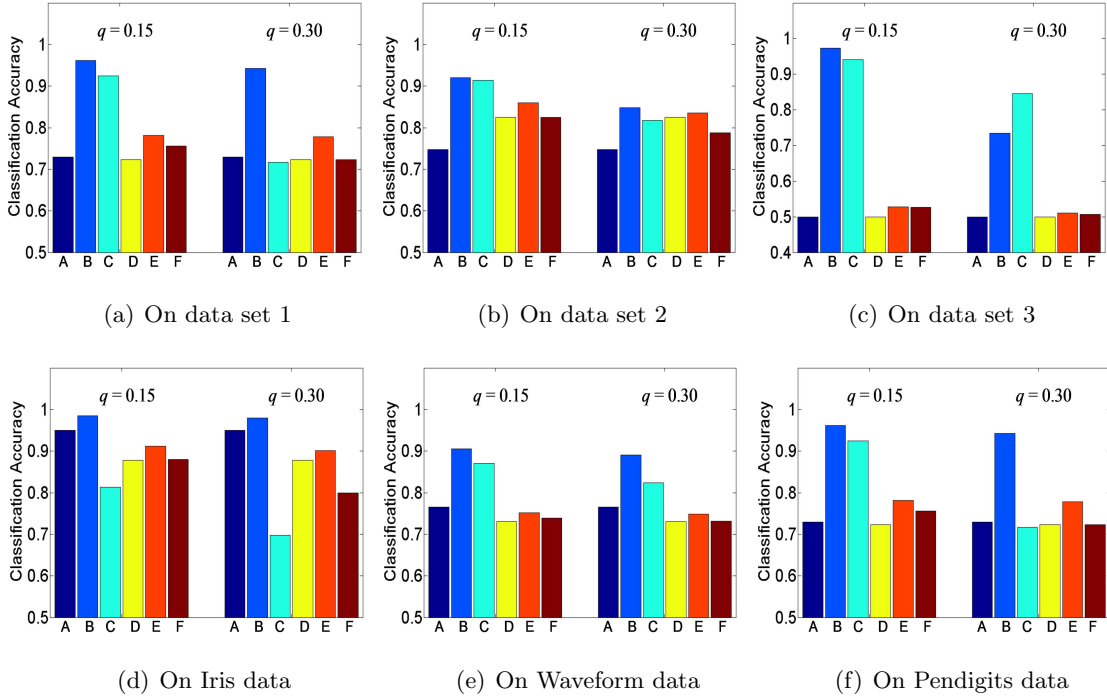 q = 0.15 q = 0.30
Classification Accuracy
1
0.9
0.8
0.7
0.6
0.5
A B C D E F A B C D E F
(a) On data set 1
q = 0.15 q = 0.30
Classification Accuracy
1
0.9
0.8
0.7
0.6
0.5
A B C D E F A B C D E F
(b) On data set 2
q = 0.15 q = 0.30
Classification Accuracy
1
0.9
0.8
0.7
0.6
0.5
0.4
A B C D E F A B C D E F
(c) On data set 3
q = 0.15 q = 0.30
Classification Accuracy
1
0.9
0.8
0.7
0.6
0.5
A B C D E F A B C D E F
(d) On Iris data
q = 0.15 q = 0.30
Classification Accuracy
1
0.9
0.8
0.7
0.6
0.5
A B C D E F A B C D E F
(e) On Waveform data
q = 0.15 q = 0.30
Classification Accuracy
1
0.9
0.8
0.7
0.6
0.5
A B C D E F A B C D E F
(f) On Pendigits data